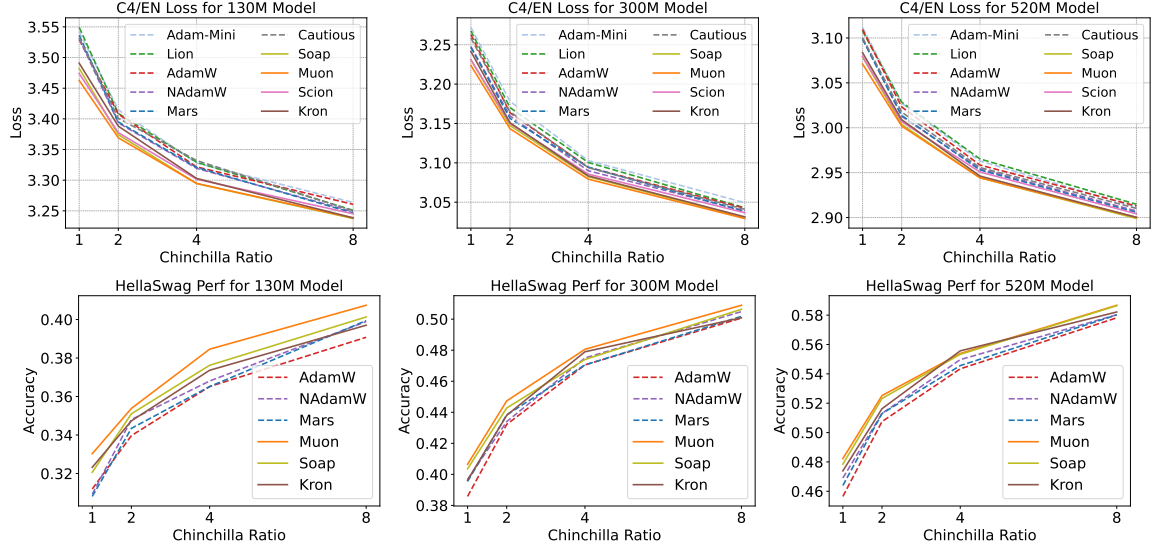 C4/EN Loss for 130M Model
3.55
3.50
3.45
3.40
3.35
3.30
3.25
Loss
Adam-Mini
Lion
AdamW
NAdamW
Mars
Cautious
Soap
Muon
Scion
Kron
1
2
4
8
Chinchilla Ratio
C4/EN Loss for 300M Model
3.25
3.20
3.15
3.10
3.05
Loss
Adam-Mini
Lion
AdamW
NAdamW
Mars
Cautious
Soap
Muon
Scion
Kron
1
2
4
8
Chinchilla Ratio
C4/EN Loss for 520M Model
3.10
3.05
3.00
2.95
2.90
Loss
Adam-Mini
Lion
AdamW
NAdamW
Mars
Cautious
Soap
Muon
Scion
Kron
1
2
4
8
Chinchilla Ratio
HellaSwag Perf for 130M Model
0.40
0.38
0.36
0.34
0.32
Accuracy
AdamW
NAdamW
Mars
Muon
Soap
Kron
1
2
4
8
Chinchilla Ratio
HellaSwag Perf for 300M Model
0.50
0.48
0.46
0.44
0.42
0.40
0.38
Accuracy
AdamW
NAdamW
Mars
Muon
Soap
Kron
1
2
4
8
Chinchilla Ratio
HellaSwag Perf for 520M Model
0.58
0.56
0.54
0.52
0.50
0.48
0.46
Accuracy
AdamW
NAdamW
Mars
Muon
Soap
Kron
1
2
4
8
Chinchilla Ratio